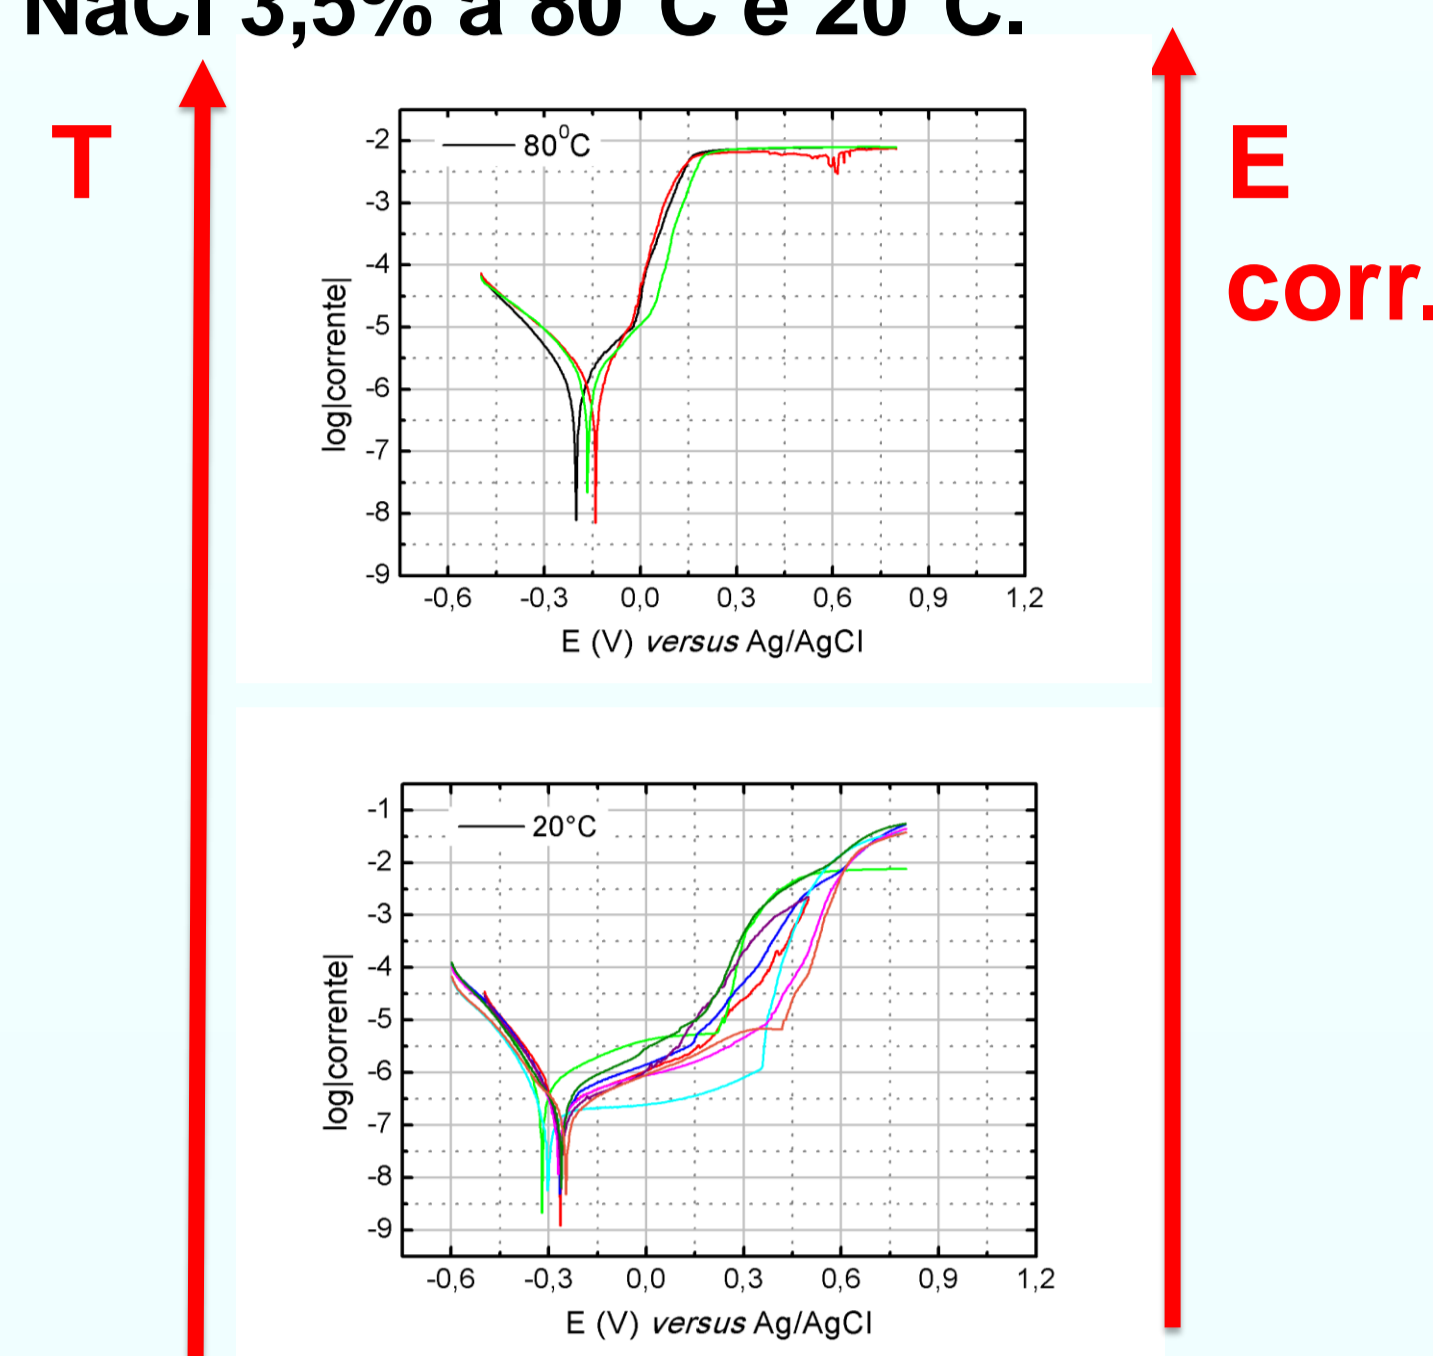 NaCl 3,5% a 80°C e 20°C.
T
E
corr.
80⁰C
-2
-3
-4
-5
-6
-7
-8
-9
log|corrente|
-0,6 -0,3 0,0 0,3 0,6 0,9 1,2
E (V) versus Ag/AgCl
20°C
-1
-2
-3
-4
-5
-6
-7
-8
-9
log|corrente|
-0,6 -0,3 0,0 0,3 0,6 0,9 1,2
E (V) versus Ag/AgCl